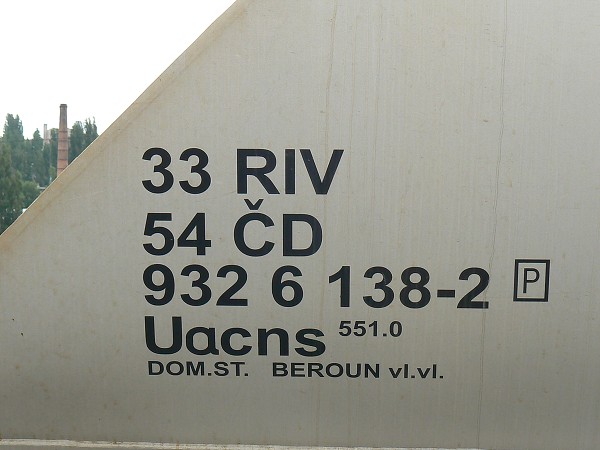 33 RIV
54 ČD
932 6 138-2 P
Uacns 551.0
DOM.ST. BEROUN vl.vl.